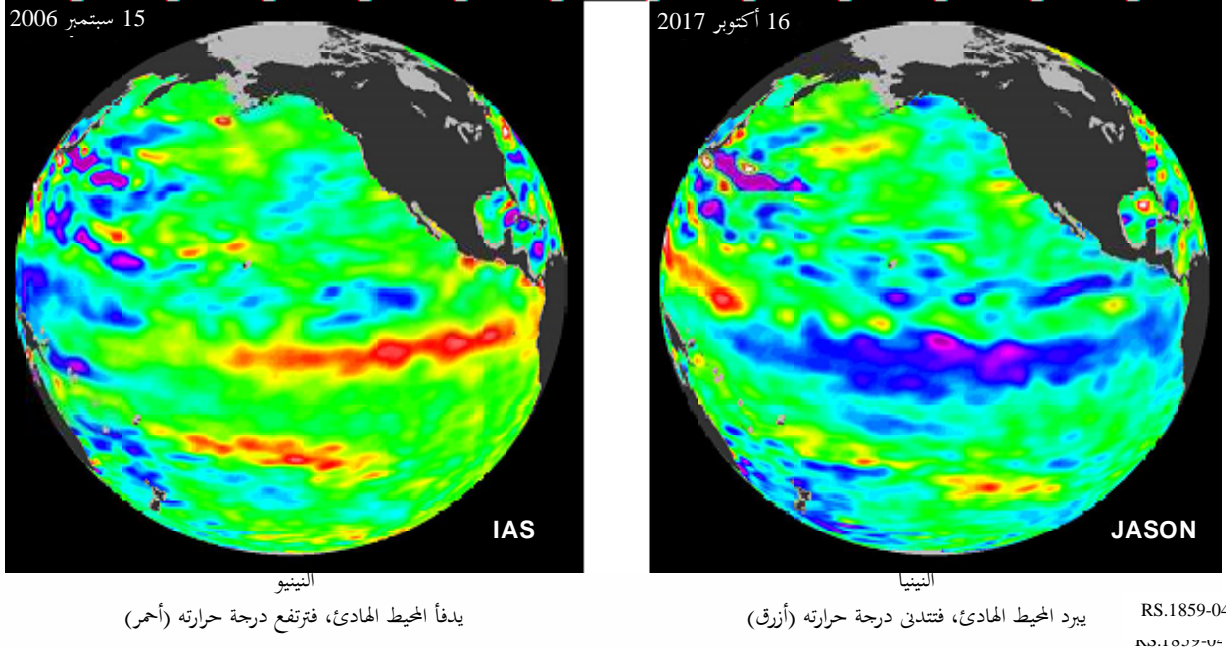 15 سبتمبر 2006
16 أكتوبر 2017
IAS
JASON
النينيو
يدفأ المحيط الهادئ، فترتفع درجة حرارته (أحمر)
النينيا
يبرد المحيط الهادئ، فتتدنى درجة حرارته (أزرق)
RS.1859-04